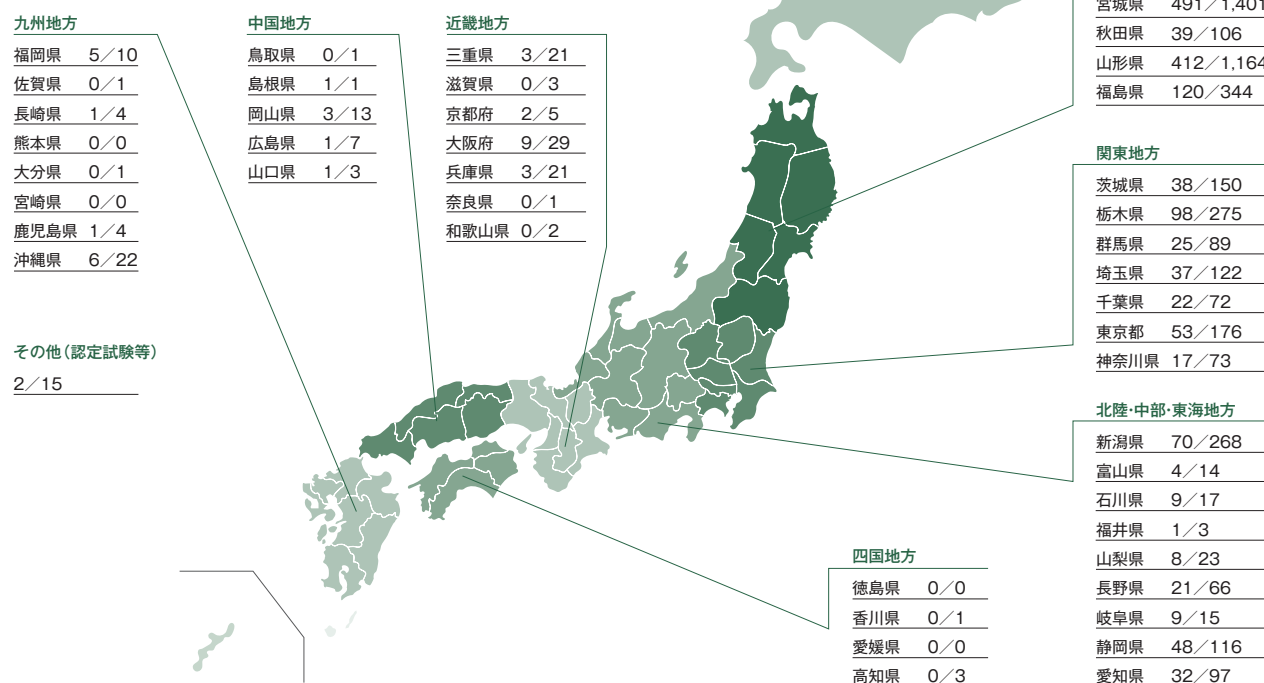 九州地方
福岡県 5／10
佐賀県 0／1
長崎県 1／4
熊本県 0／0
大分県 0／1
宮崎県 0／0
鹿児島県 1／4
沖縄県 6／22
その他（認定試験等）
2／15
中国地方
鳥取県 0／1
島根県 1／1
岡山県 3／13
広島県 1／7
山口県 1／3
近畿地方
三重県 3／21
滋賀県 0／3
京都府 2／5
大阪府 9／29
兵庫県 3／21
奈良県 0／1
和歌山県 0／2
宮城県 491／1,401
秋田県 39／106
山形県 412／1,164
福島県 120／344
関東地方
茨城県 38／150
栃木県 98／275
群馬県 25／89
埼玉県 37／122
千葉県 22／72
東京都 53／176
神奈川県 17／73
北陸・中部・東海地方
新潟県 70／268
富山県 4／14
石川県 9／17
福井県 1／3
山梨県 8／23
長野県 21／66
岐阜県 9／15
静岡県 48／116
愛知県 32／97
四国地方
徳島県 0／0
香川県 0／1
愛媛県 0／0
高知県 0／3